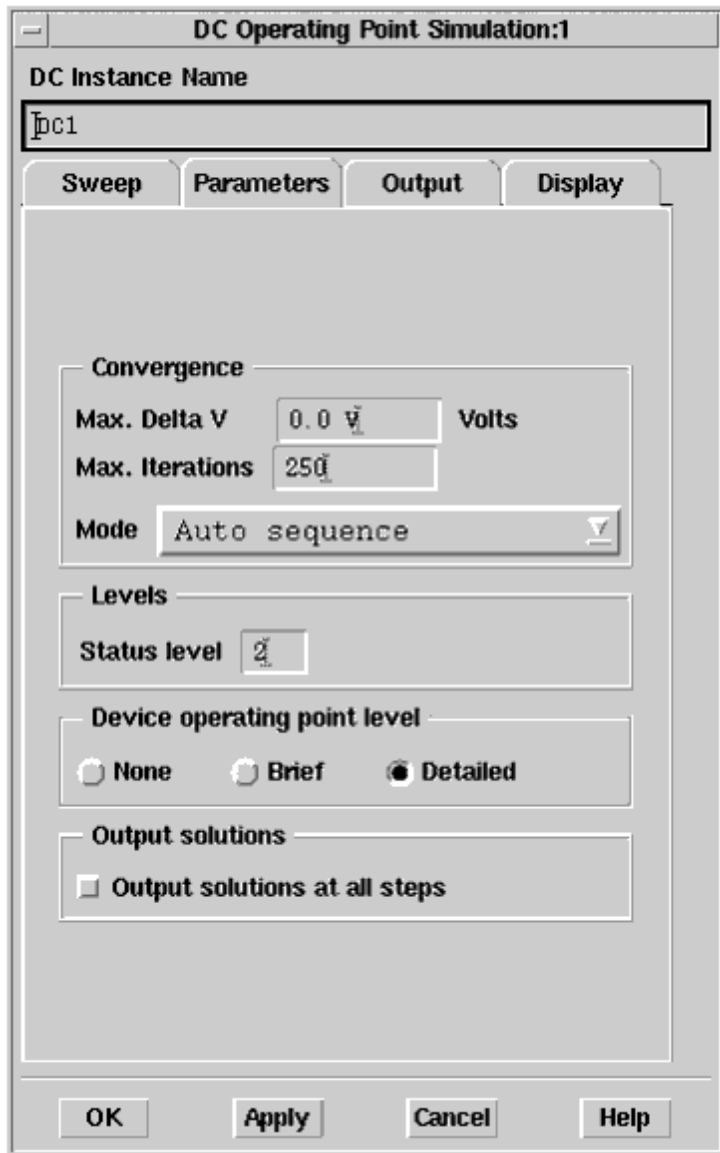 DC Operating Point Simulation:1
DC Instance Name
DC1
Sweep Parameters Output Display
Convergence
Max. Delta V 0.0 V Volts
Max. Iterations 250
Mode Auto sequence
Levels
Status level 2
Device operating point level
None Brief Detailed
Output solutions
Output solutions at all steps
OK Apply Cancel Help